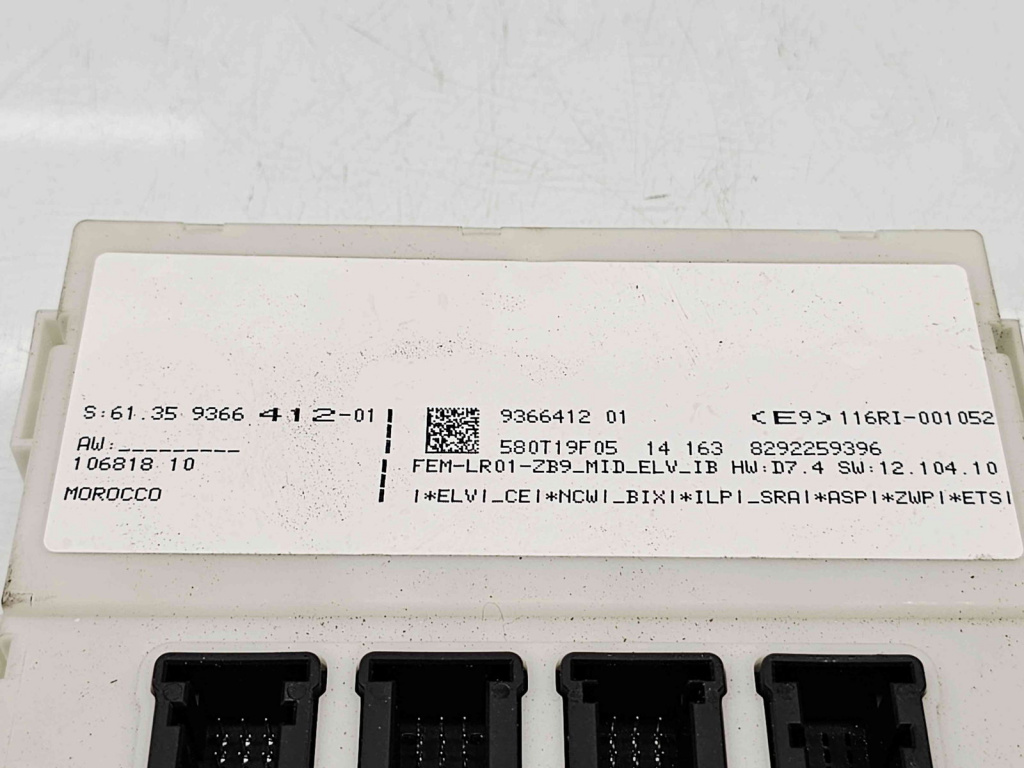 S:61.35 9366 412-01
AW:_________
106818 10
MOROCCO
9366412 01 <E9> 116RI-001052
580T19F05 14 163 8292259396
FEM-LR01-ZB9_MID_ELV_IB HW:D7.4 SW:12.104.10
|*ELV|_CE|*NCW|_BIX|*ILP|_SRA|*ASP|*ZWP|*ETS|